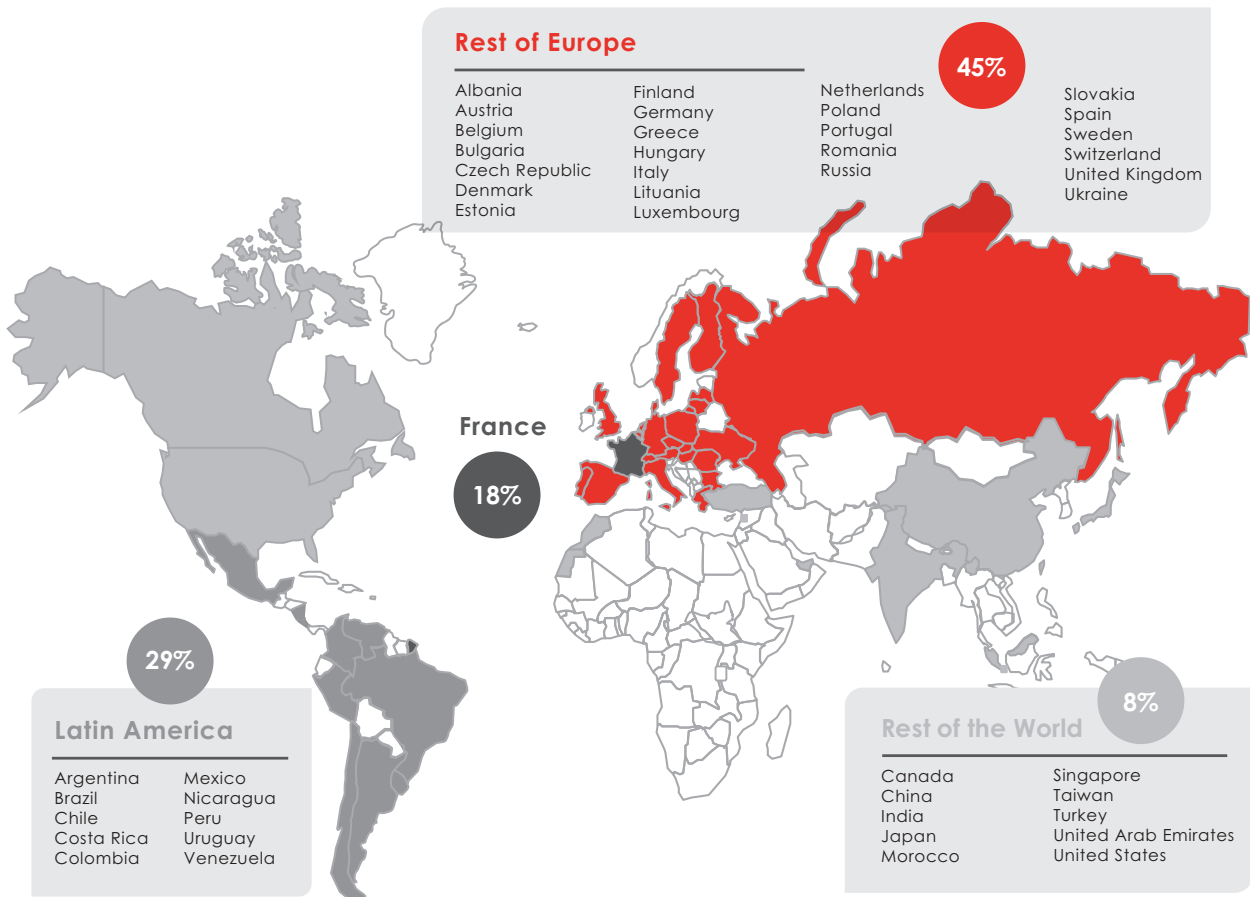 Rest of Europe
45%
Albania
Austria
Belgium
Bulgaria
Czech Republic
Denmark
Estonia
Finland
Germany
Greece
Hungary
Italy
Lituania
Luxembourg
Netherlands
Poland
Portugal
Romania
Russia
Slovakia
Spain
Sweden
Switzerland
United Kingdom
Ukraine
France
18%
29%
Latin America
Argentina
Brazil
Chile
Costa Rica
Colombia
Mexico
Nicaragua
Peru
Uruguay
Venezuela
8%
Rest of the World
Canada
China
India
Japan
Morocco
Singapore
Taiwan
Turkey
United Arab Emirates
United States